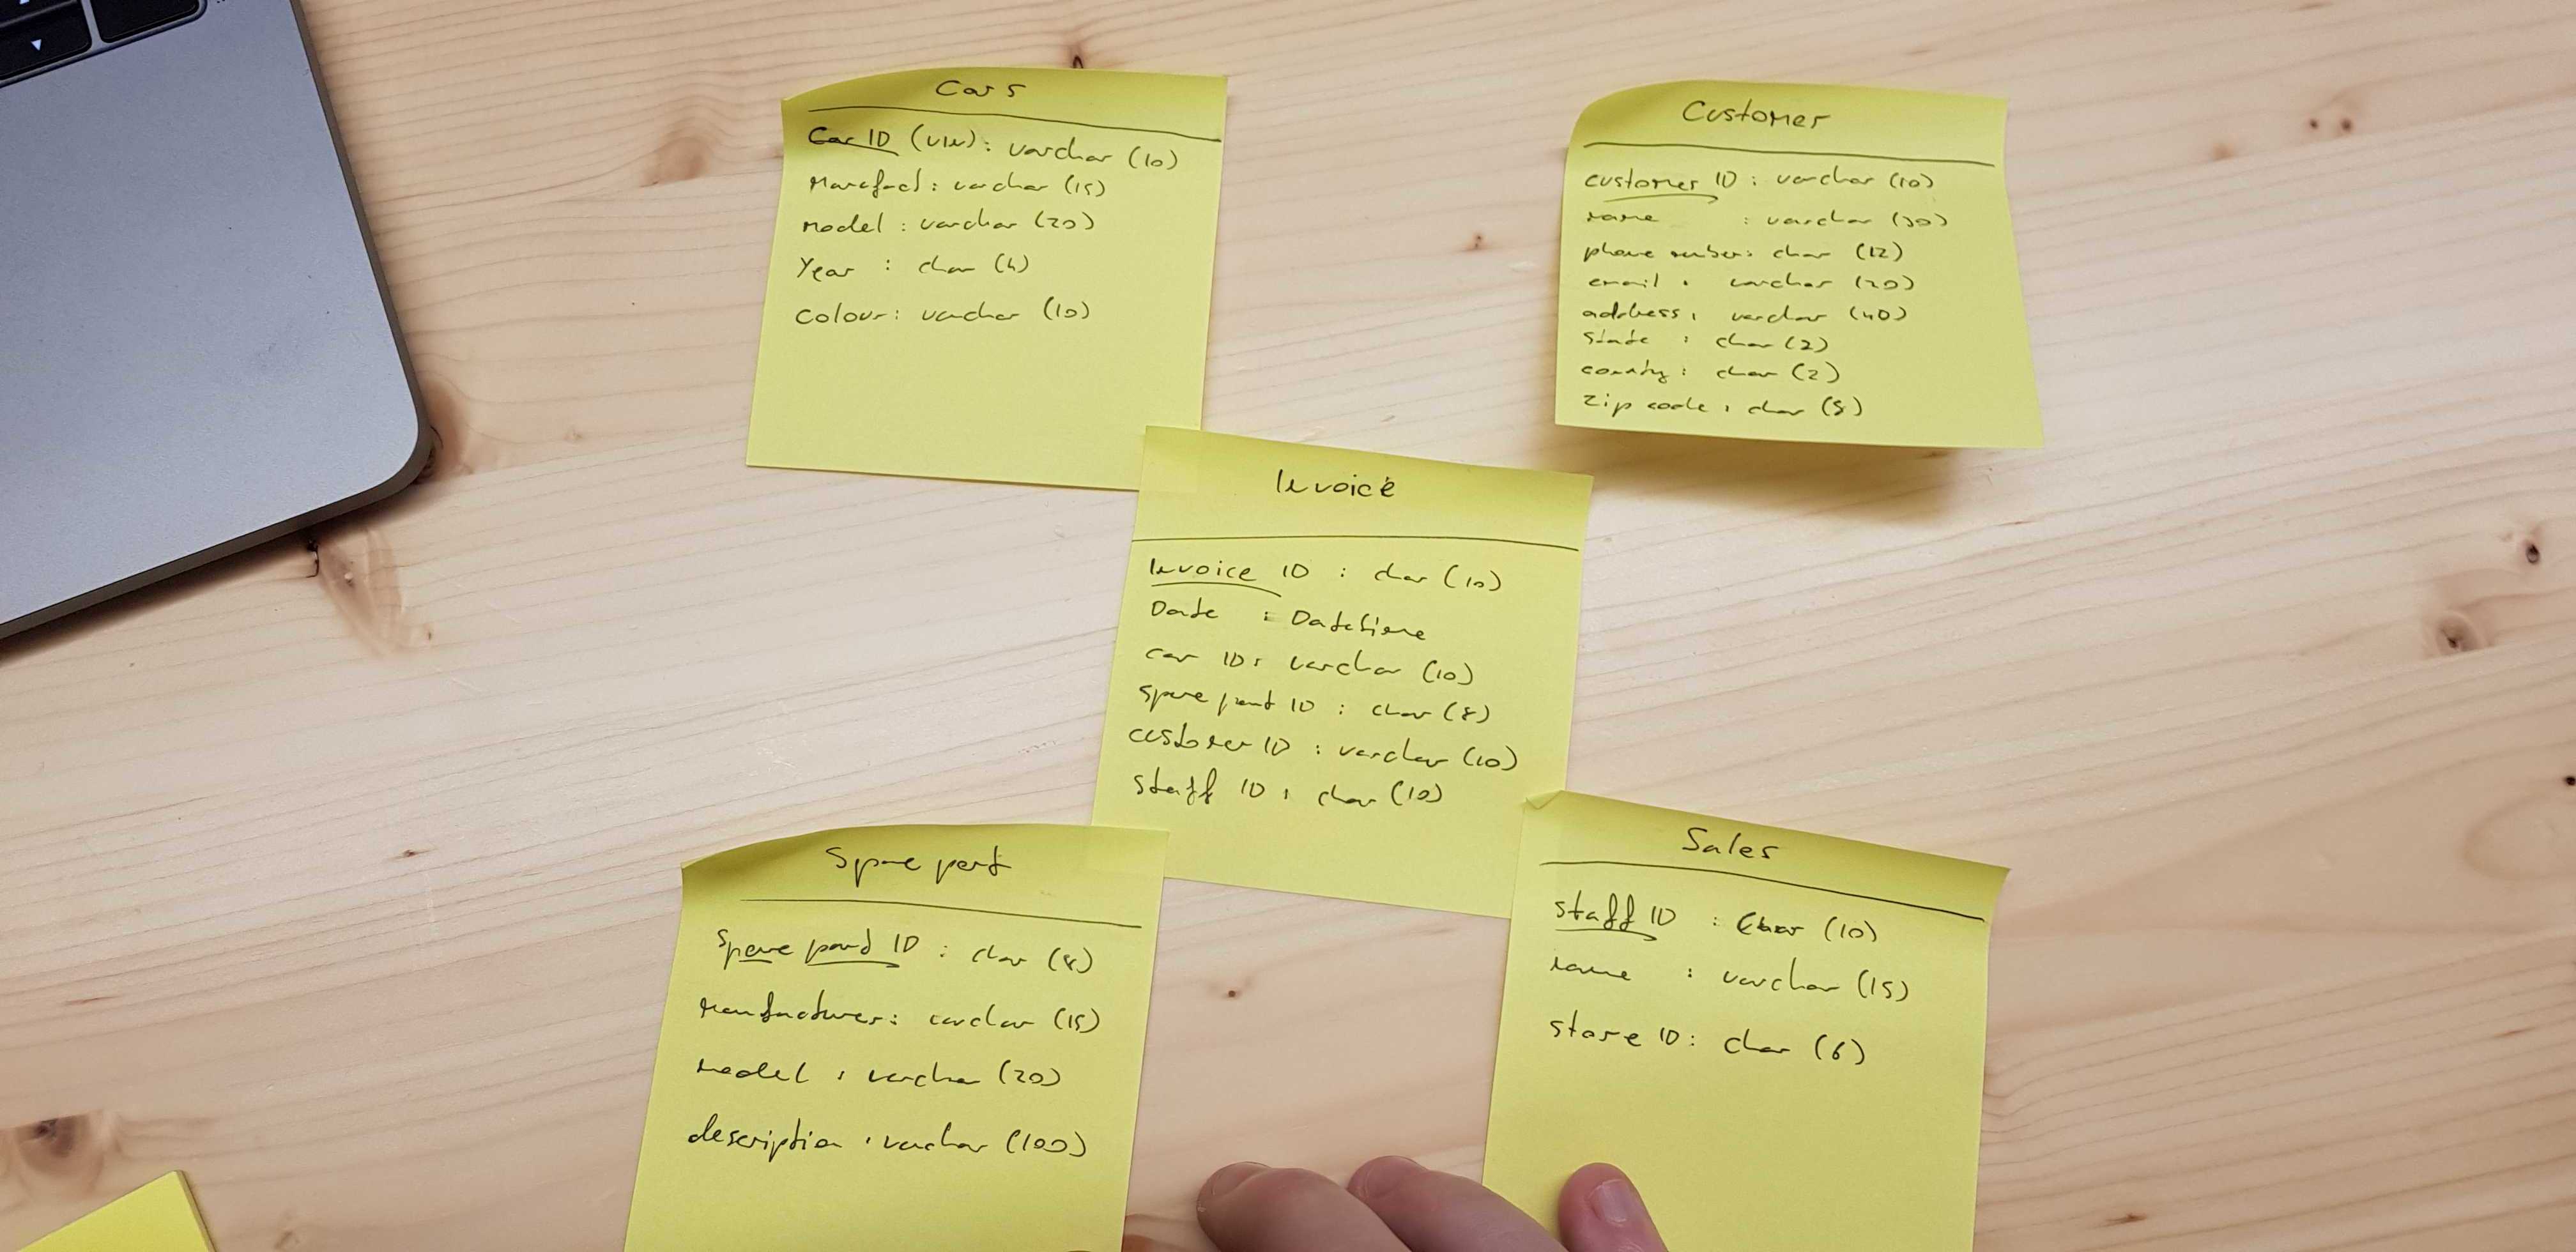 Cars
Car ID (VIN): varchar (10)
Manufact: varchar (15)
Model: varchar (20)
Year : char (4)
Colour: varchar (10)
Customer
customer ID : varchar (10)
name : varchar (30)
phone number: char (12)
email : varchar (20)
address: varchar (40)
State : char (2)
country: char (2)
Zip code: char (5)
Invoice
Invoice ID : char (10)
Date : Datetime
car ID: varchar (10)
Spare part ID : char (8)
customer ID : varchar (10)
Staff ID: char (10)
Spare part
Spare part ID : char (8)
Manufacturer: varchar (15)
model : varchar (20)
description: varchar (100)
Sales
staff ID : Char (10)
name : varchar (15)
store ID: char (6)